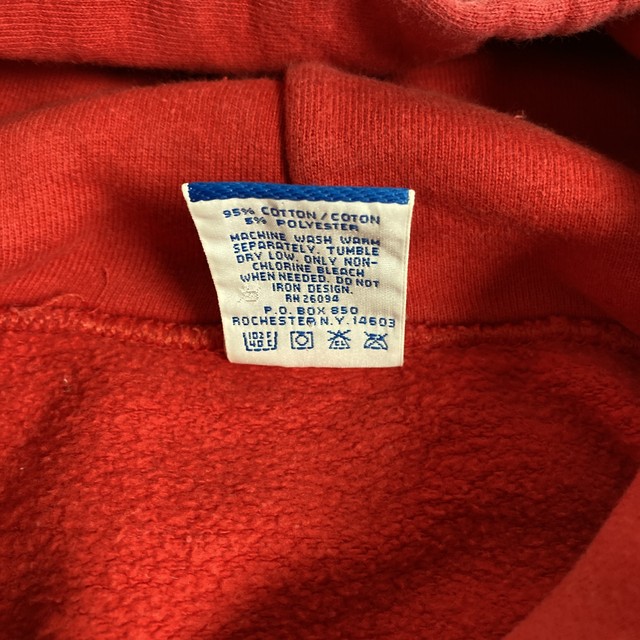 95% COTTON/COTON
5% POLYESTER
MACHINE WASH WARM
SEPARATELY. TUMBLE
DRY LOW. ONLY NON-
CHLORINE BLEACH
WHEN NEEDED. DO NOT
IRON DESIGN.
RN 26094
P.O. BOX 850
ROCHESTER N.Y. 14603